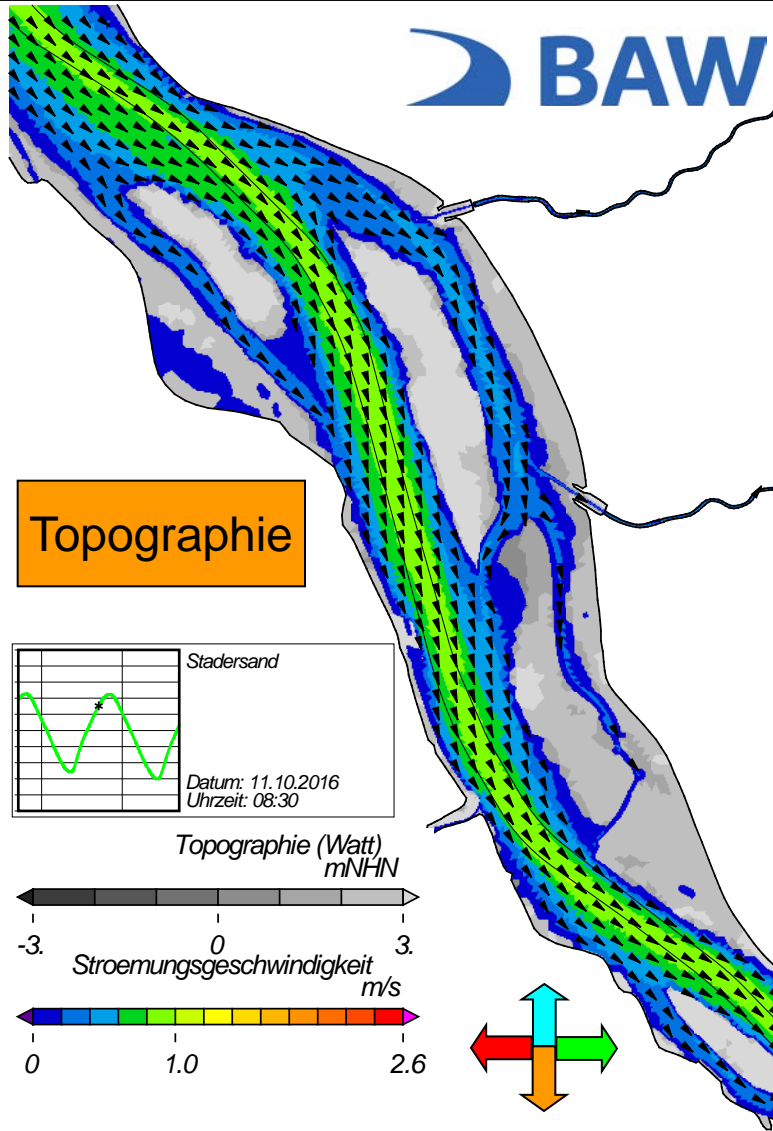 BAW
Topographie
Stadersand
Datum: 11.10.2016
Uhrzeit: 08:30
Topographie (Watt)
mNHN
-3. 0 3.
Stroemungsgeschwindigkeit
m/s
0 1.0 2.6